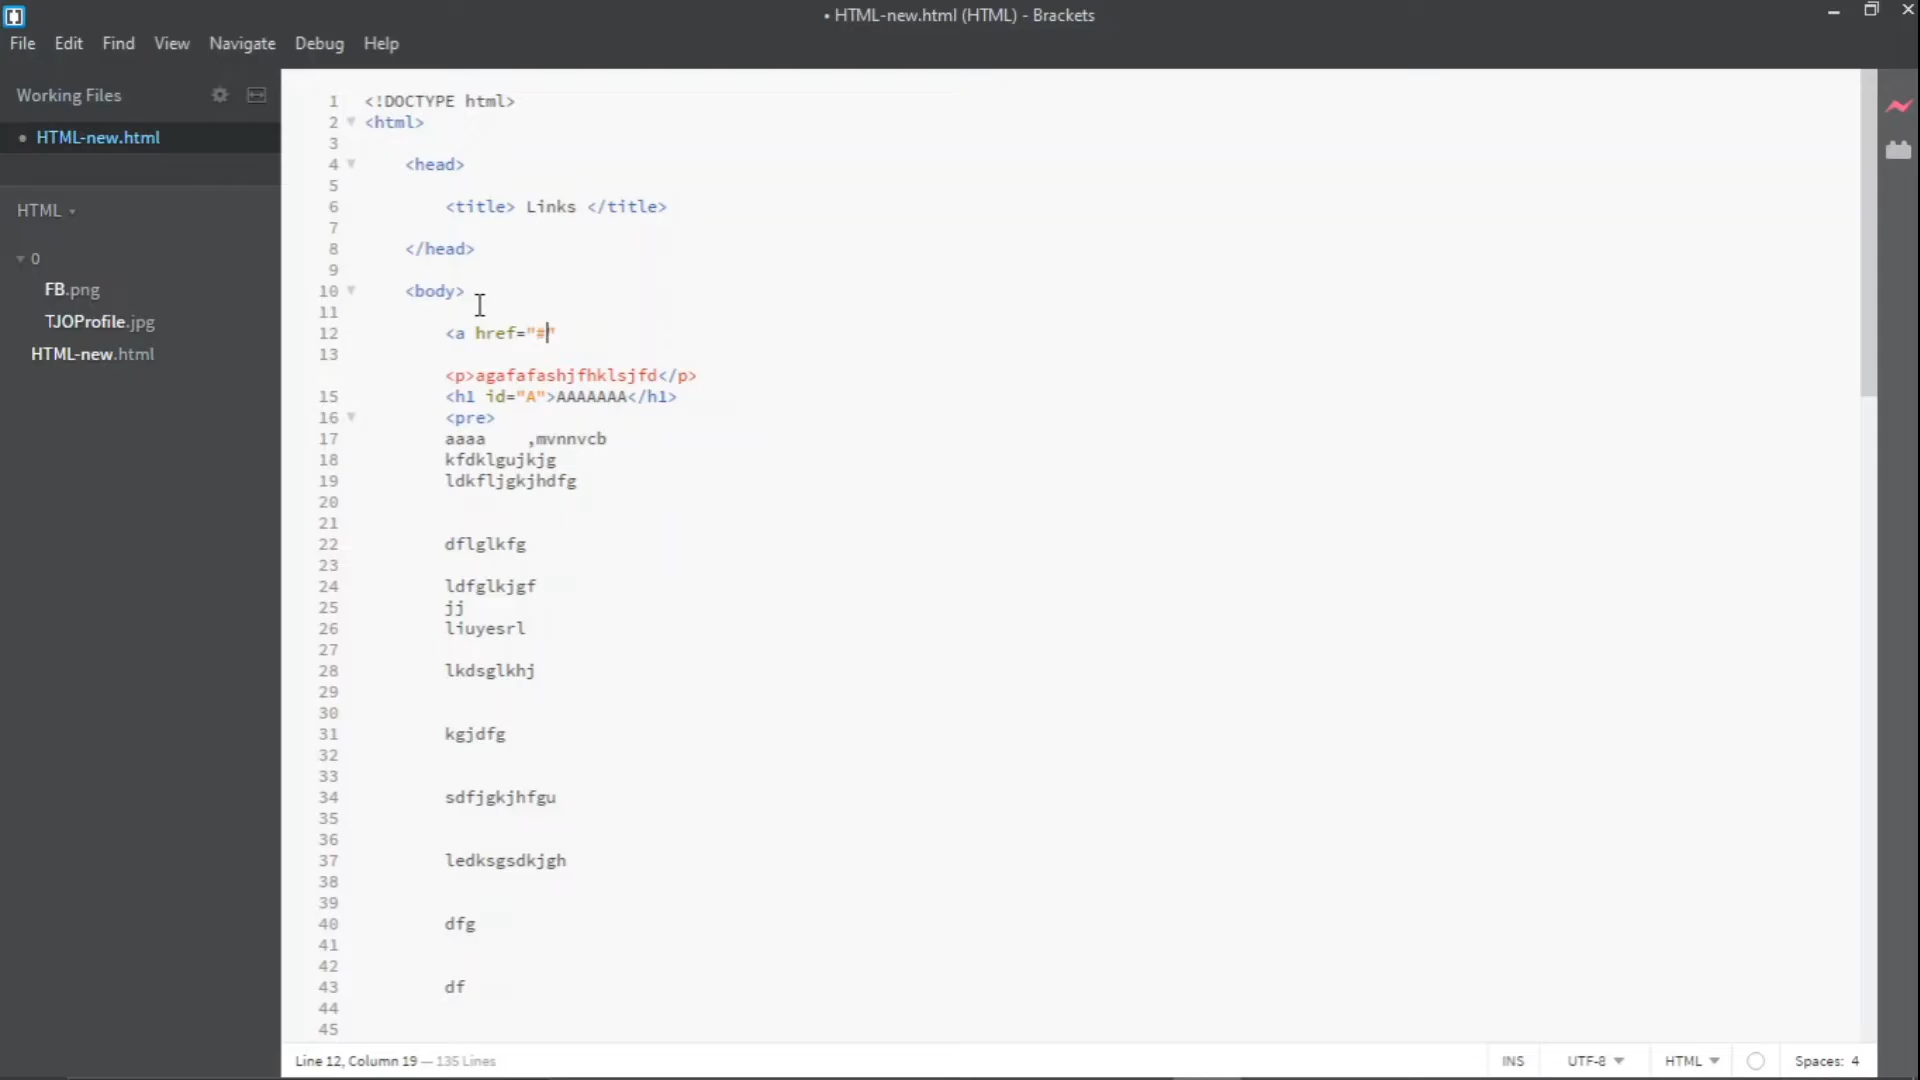 • HTML-new.html (HTML) - Brackets
File Edit Find View Navigate Debug Help
Working Files
• HTML-new.html
HTML
0
FB.png
TJOProfile.jpg
HTML-new.html
1 <!DOCTYPE html>
2 <html>
3
4 <head>
5
6 <title> Links </title>
7
8 </head>
9
10 <body>
11
12 <a href="#"
13
<p>agafafashjfhklsjfd</p>
15 <h1 id="A">AAAAAAA</h1>
16 <pre>
17 aaaa ,mvnnvcb
18 kfdklgujkjg
19 ldkfljgkjhdfg
20
21
22 dflglkfg
23
24 ldfglkjgf
25 jj
26 liuyesrl
27
28 lkdsglkhj
29
30
31 kgjdfg
32
33
34 sdfjgkjhfgu
35
36
37 ledksgsdkjgh
38
39
40 dfg
41
42
43 df
44
45
Line 12, Column 19 — 135 Lines
INS UTF-8 HTML Spaces: 4